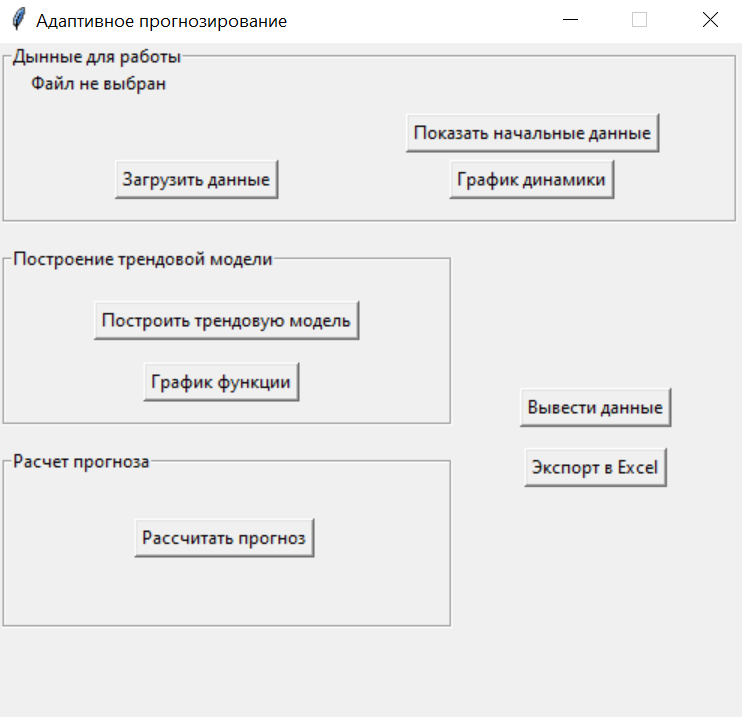 Адаптивное прогнозирование
Дынные для работы
Файл не выбран
Показать начальные данные
Загрузить данные
График динамики
Построение трендовой модели
Построить трендовую модель
График функции
Вывести данные
Расчет прогноза
Экспорт в Excel
Рассчитать прогноз